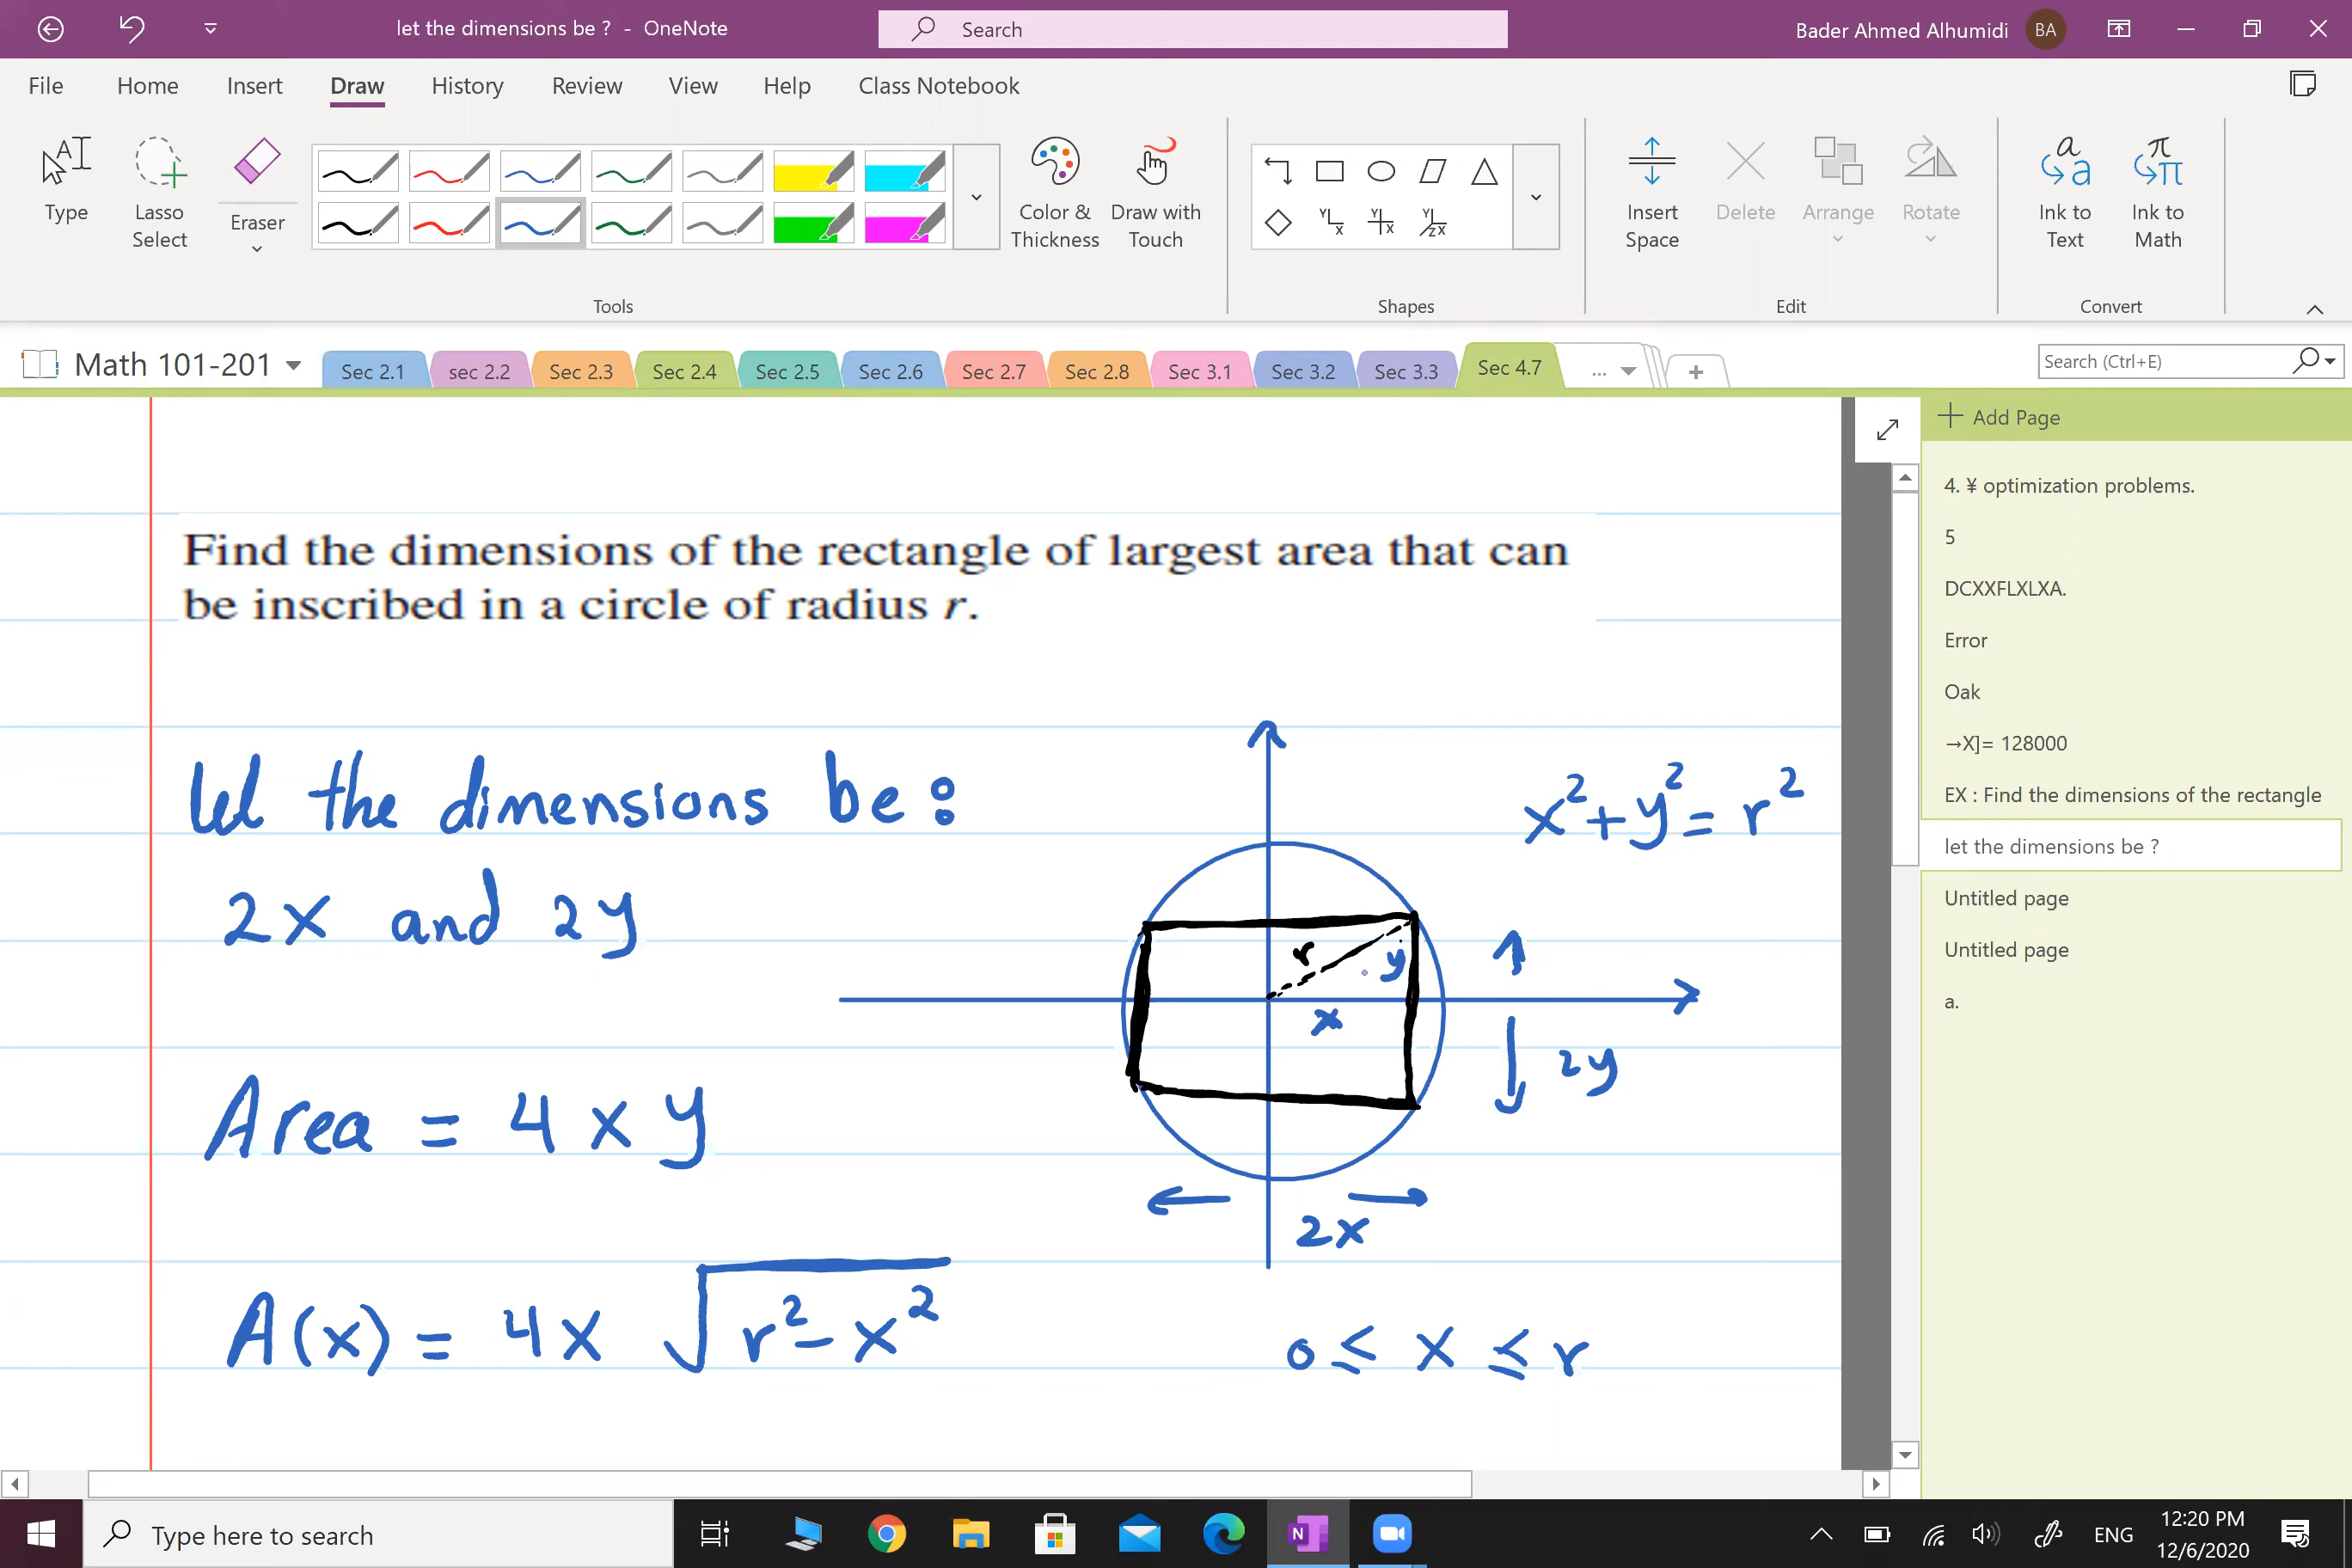 let the dimensions be ? - OneNote
Search
Bader Ahmed Alhumidi BA
File Home Insert Draw History Review View Help Class Notebook
Type
Lasso Select
Eraser
Color & Thickness
Draw with Touch
Insert Space
Delete
Arrange
Rotate
Ink to Text
Ink to Math
Tools
Shapes
Edit
Convert
Math 101-201
Sec 2.1 sec 2.2 Sec 2.3 Sec 2.4 Sec 2.5 Sec 2.6 Sec 2.7 Sec 2.8 Sec 3.1 Sec 3.2 Sec 3.3 Sec 4.7 ... +
Search (Ctrl+E)
Add Page
4. ¥ optimization problems.
5
DCXXFLXLXA.
Error
Oak
→X]= 128000
EX : Find the dimensions of the rectangle
let the dimensions be ?
Untitled page
Untitled page
a.
Find the dimensions of the rectangle of largest area that can
be inscribed in a circle of radius r.
Let the dimensions be:
2x and 2y
x² + y² = r²
r
y
x
2y
2x
Area = 4xy
A(x) = 4x √(r² - x²)
0 ≤ x ≤ r
Type here to search
ENG
12:20 PM
12/6/2020